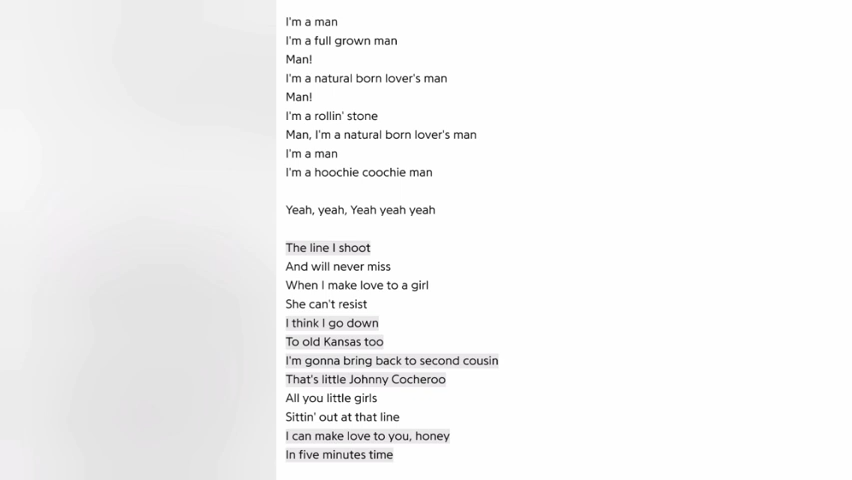 I'm a man
I'm a full grown man
Man!
I'm a natural born lover's man
Man!
I'm a rollin' stone
Man, I'm a natural born lover's man
I'm a man
I'm a hoochie coochie man
Yeah, yeah, Yeah yeah yeah
The line I shoot
And will never miss
When I make love to a girl
She can't resist
I think I go down
To old Kansas too
I'm gonna bring back to second cousin
That's little Johnny Cocheroo
All you little girls
Sittin' out at that line
I can make love to you, honey
In five minutes time